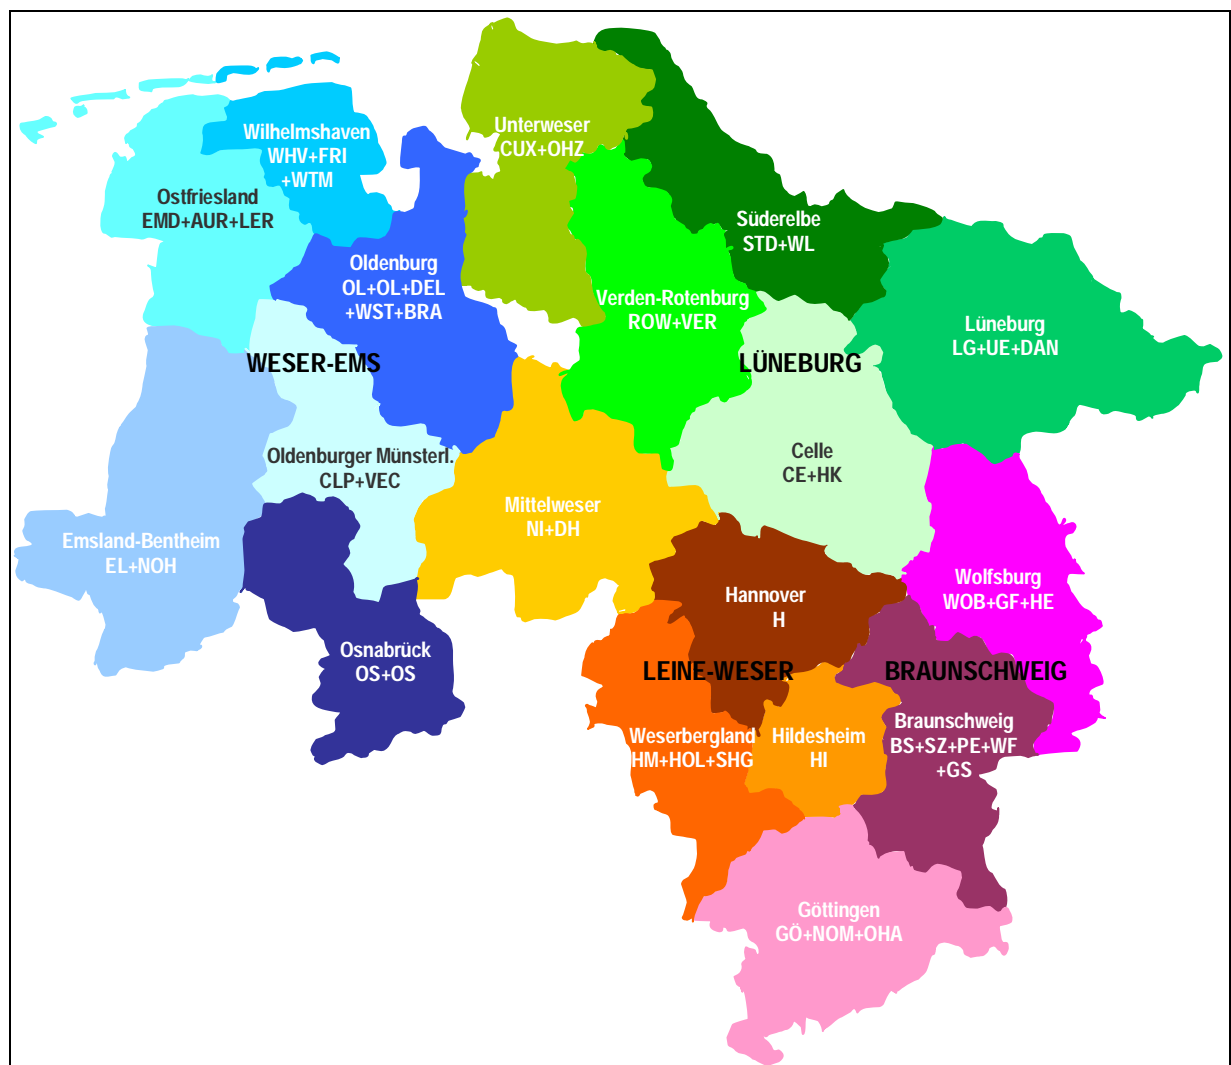 Unterweser
CUX+OHZ
Wilhelmshaven
WHV+FRI
+WTM
Ostfriesland
EMD+AUR+LER
Süderelbe
STD+WL
Oldenburg
OL+OL+DEL
+WST+BRA
Verden-Rotenburg
ROW+VER
Lüneburg
LG+UE+DAN
WESER-EMS
LÜNEBURG
Oldenburger Münsterl.
CLP+VEC
Celle
CE+HK
Mittelweser
NI+DH
Emsland-Bentheim
EL+NOH
Wolfsburg
WOB+GF+HE
Hannover
H
Osnabrück
OS+OS
LEINE-WESER
BRAUNSCHWEIG
Weserbergland
HM+HOL+SHG
Hildesheim
HI
Braunschweig
BS+SZ+PE+WF
+GS
Göttingen
GÖ+NOM+OHA